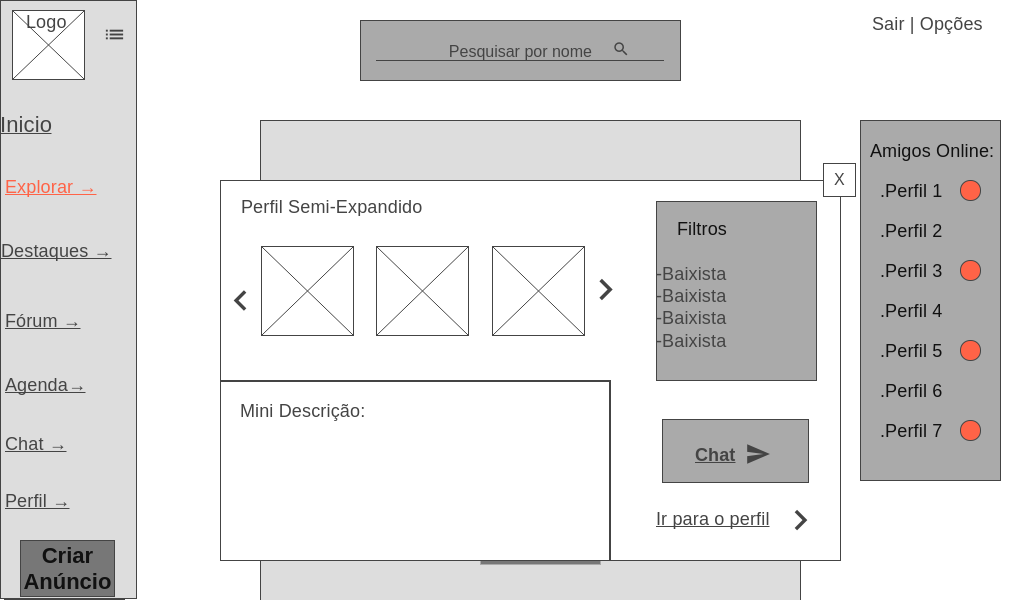 Logo
Inicio
Explorar →
Destaques →
Fórum →
Agenda→
Chat →
Perfil →
Criar
Anúncio
Pesquisar por nome
Sair | Opções
X
Perfil Semi-Expandido
Mini Descrição:
Filtros
-Baixista
-Baixista
-Baixista
-Baixista
Chat
Ir para o perfil
Amigos Online:
.Perfil 1
.Perfil 2
.Perfil 3
.Perfil 4
.Perfil 5
.Perfil 6
.Perfil 7